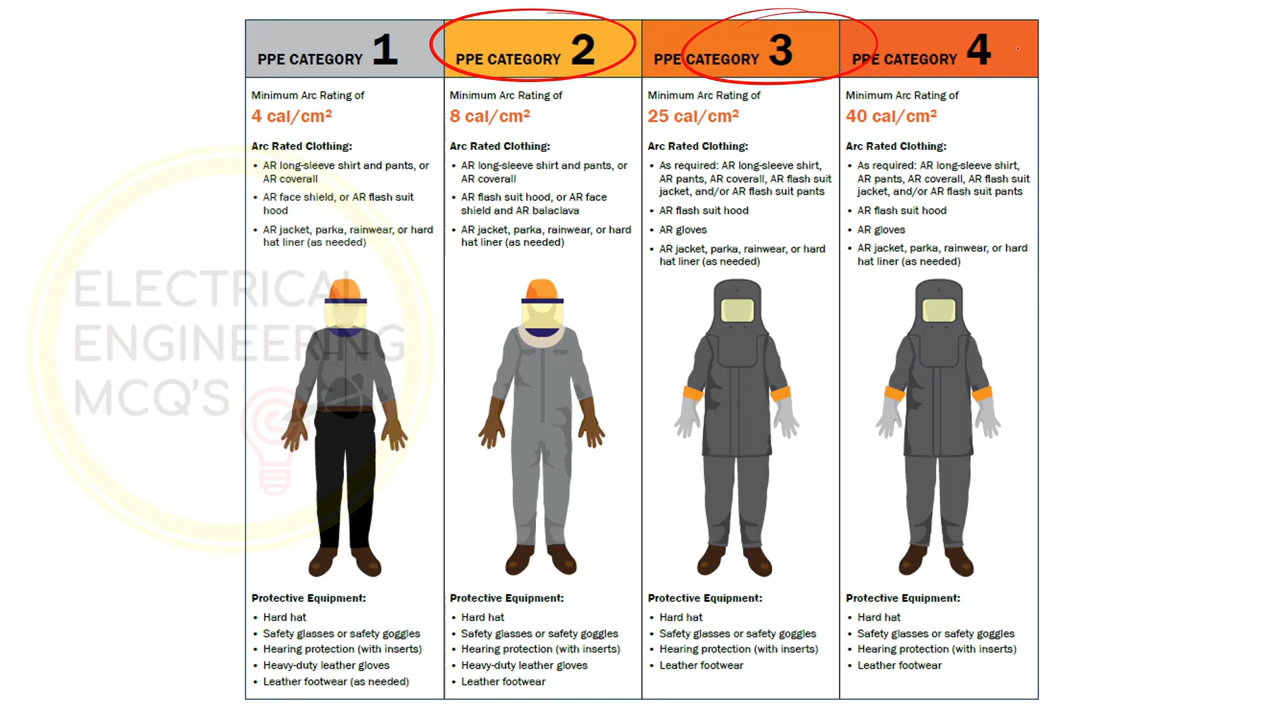 PPE CATEGORY 1
Minimum Arc Rating of
4 cal/cm²
Arc Rated Clothing:
• AR long-sleeve shirt and pants, or
AR coverall
• AR face shield, or AR flash suit
hood
• AR jacket, parka, rainwear, or hard
hat liner (as needed)
Protective Equipment:
• Hard hat
• Safety glasses or safety goggles
• Hearing protection (with inserts)
• Heavy-duty leather gloves
• Leather footwear (as needed)
PPE CATEGORY 2
Minimum Arc Rating of
8 cal/cm²
Arc Rated Clothing:
• AR long-sleeve shirt and pants, or
AR coverall
• AR flash suit hood, or AR face
shield and AR balaclava
• AR jacket, parka, rainwear, or hard
hat liner (as needed)
Protective Equipment:
• Hard hat
• Safety glasses or safety goggles
• Hearing protection (with inserts)
• Heavy-duty leather gloves
• Leather footwear
PPE CATEGORY 3
Minimum Arc Rating of
25 cal/cm²
Arc Rated Clothing:
• As required: AR long-sleeve shirt,
AR pants, AR coverall, AR flash suit
jacket, and/or AR flash suit pants
• AR flash suit hood
• AR gloves
• AR jacket, parka, rainwear, or hard
hat liner (as needed)
Protective Equipment:
• Hard hat
• Safety glasses or safety goggles
• Hearing protection (with inserts)
• Leather footwear
PPE CATEGORY 4
Minimum Arc Rating of
40 cal/cm²
Arc Rated Clothing:
• As required: AR long-sleeve shirt,
AR pants, AR coverall, AR flash suit
jacket, and/or AR flash suit pants
• AR flash suit hood
• AR gloves
• AR jacket, parka, rainwear, or hard
hat liner (as needed)
Protective Equipment:
• Hard hat
• Safety glasses or safety goggles
• Hearing protection (with inserts)
• Leather footwear
ELECTRICAL
ENGINEERING
MCQ'S